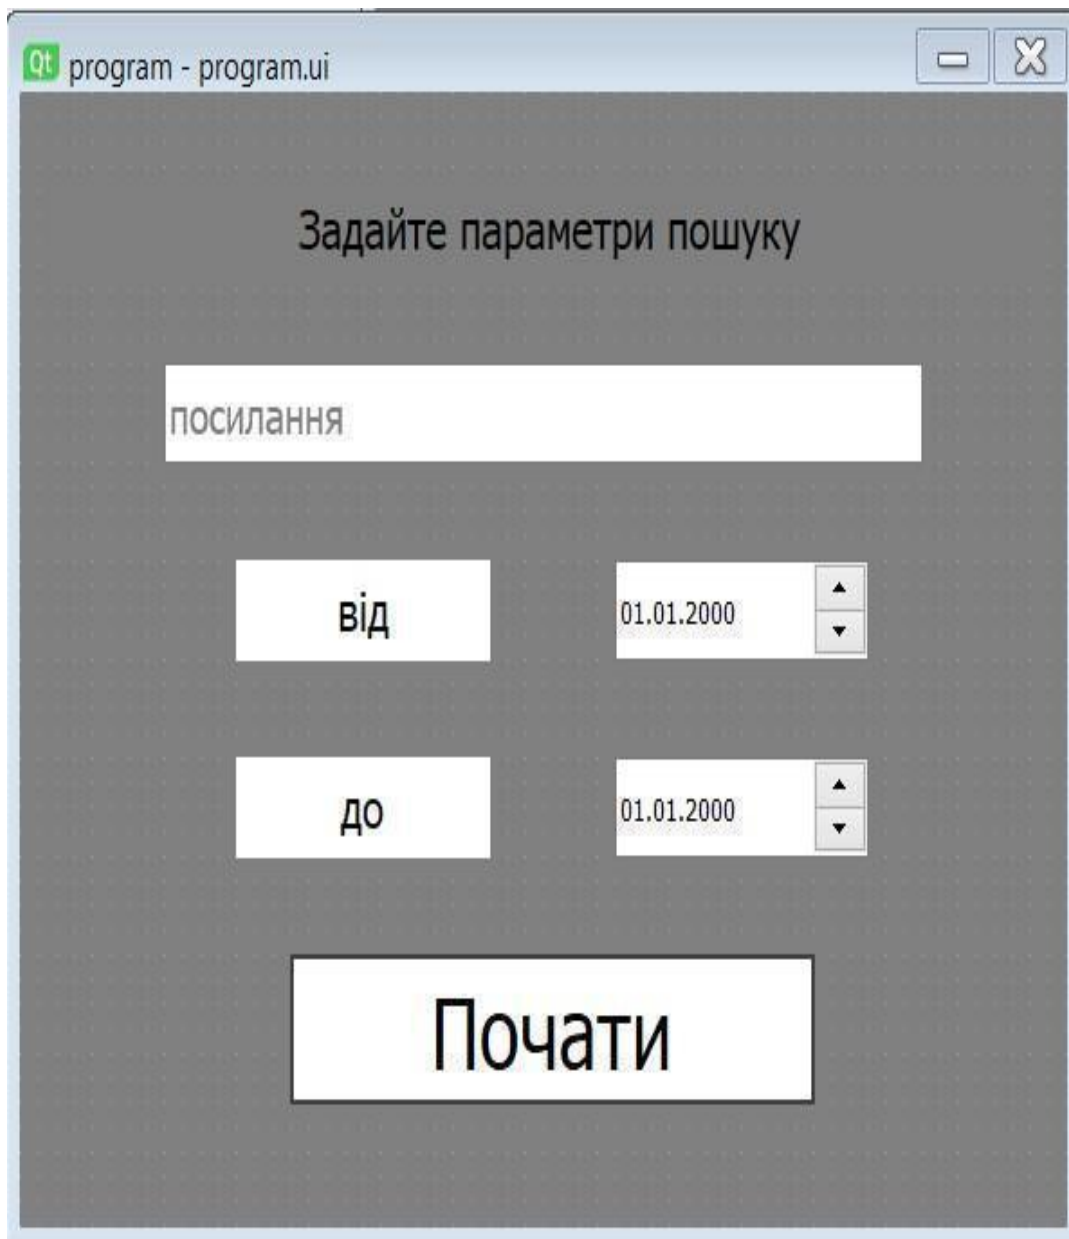 Qt program - program.ui
Задайте параметри пошуку
посилання
від 01.01.2000
до 01.01.2000
Почати